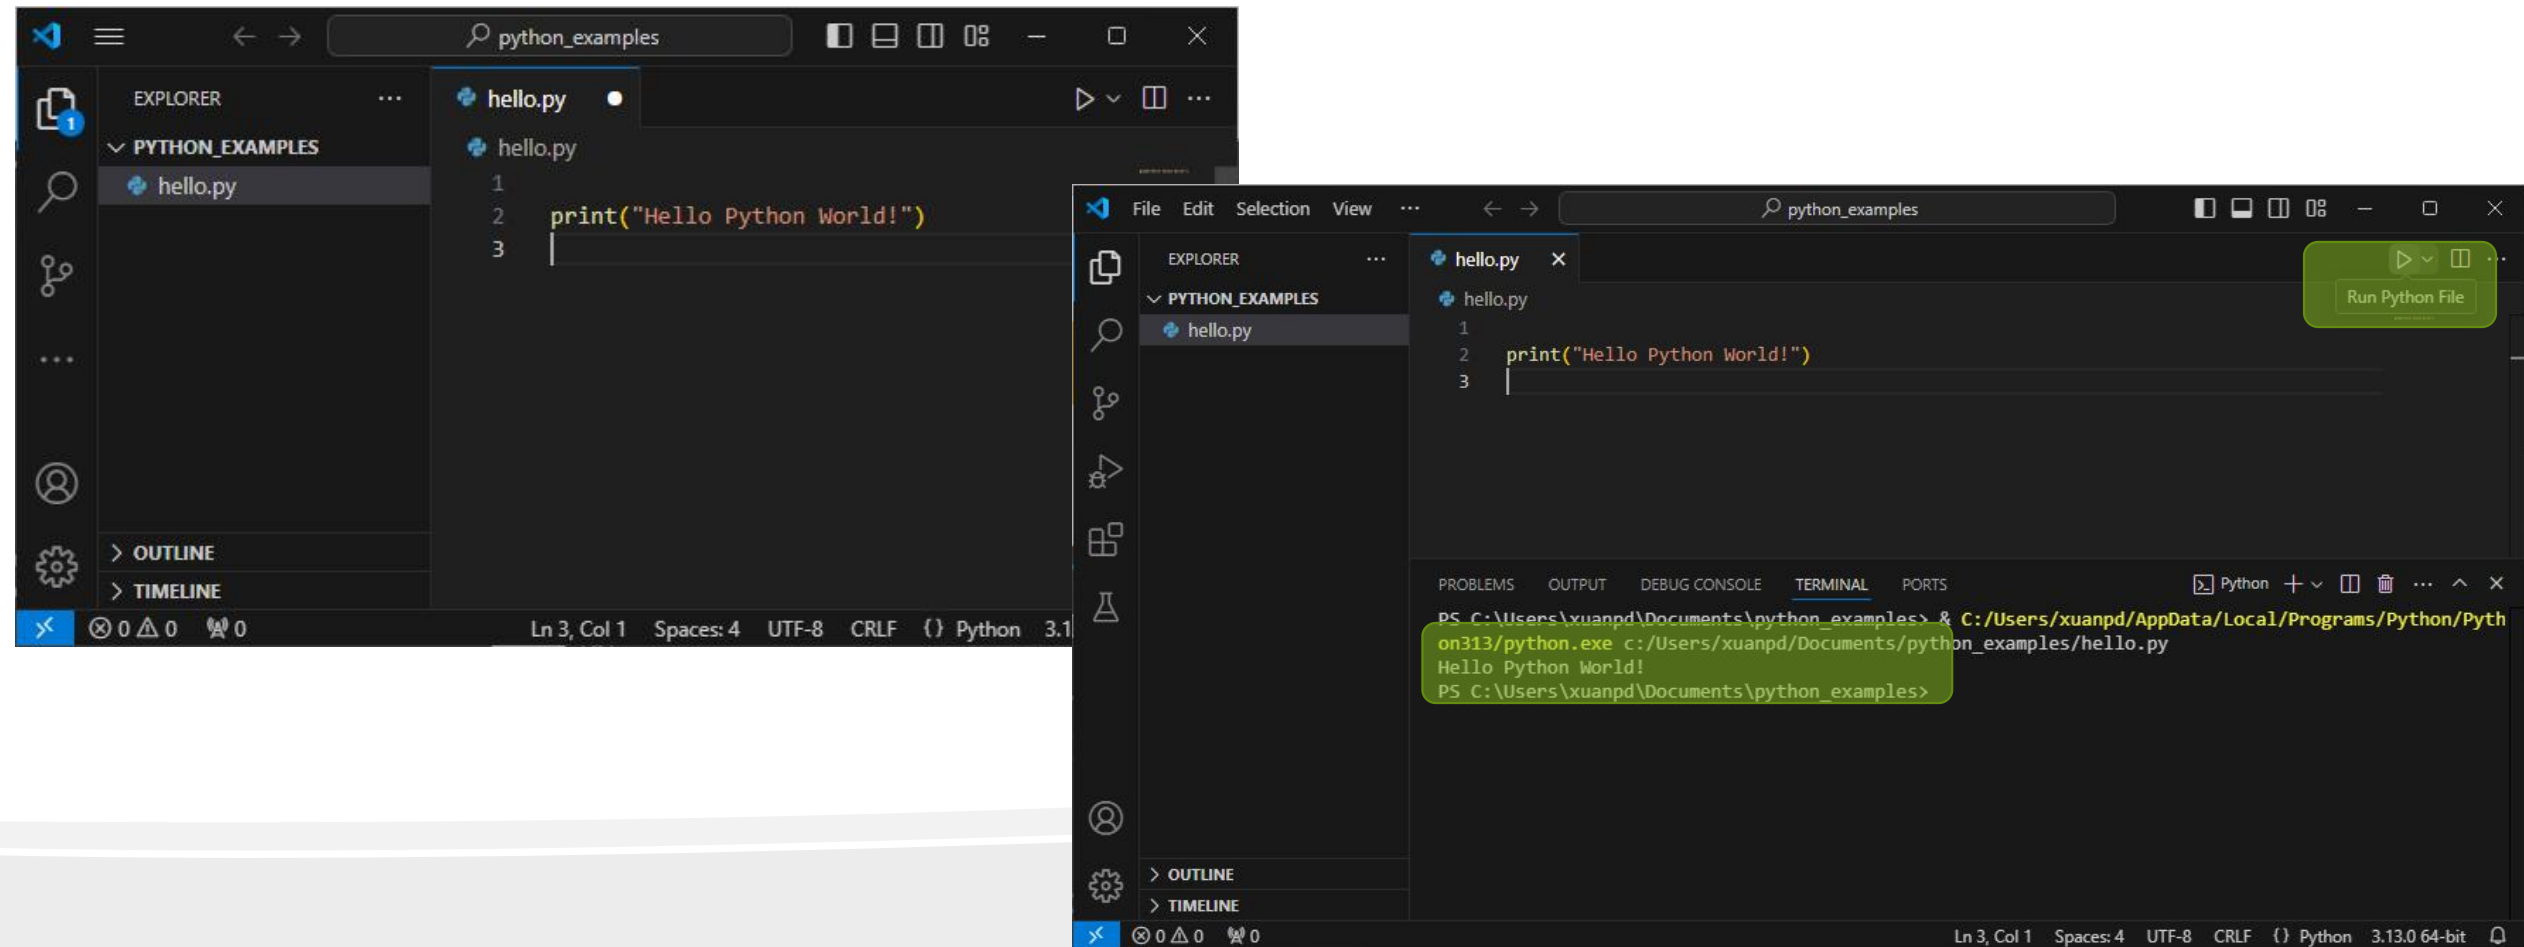 python_examples
EXPLORER
hello.py
1
PYTHON_EXAMPLES
hello.py
hello.py
1
2 print("Hello Python World!")
3
OUTLINE
TIMELINE
0 0 0 Ln 3, Col 1 Spaces: 4 UTF-8 CRLF {} Python 3.1
File Edit Selection View ... python_examples
EXPLORER
hello.py
Run Python File
PYTHON_EXAMPLES
hello.py
hello.py
1
2 print("Hello Python World!")
3
PROBLEMS OUTPUT DEBUG CONSOLE TERMINAL PORTS Python
PS C:\Users\xuanpd\Documents\python_examples> & C:/Users/xuanpd/AppData/Local/Programs/Python/Pyth
on313/python.exe c:/Users/xuanpd/Documents/python_examples/hello.py
Hello Python World!
PS C:\Users\xuanpd\Documents\python_examples>
OUTLINE
TIMELINE
0 0 0 Ln 3, Col 1 Spaces: 4 UTF-8 CRLF {} Python 3.13.0 64-bit